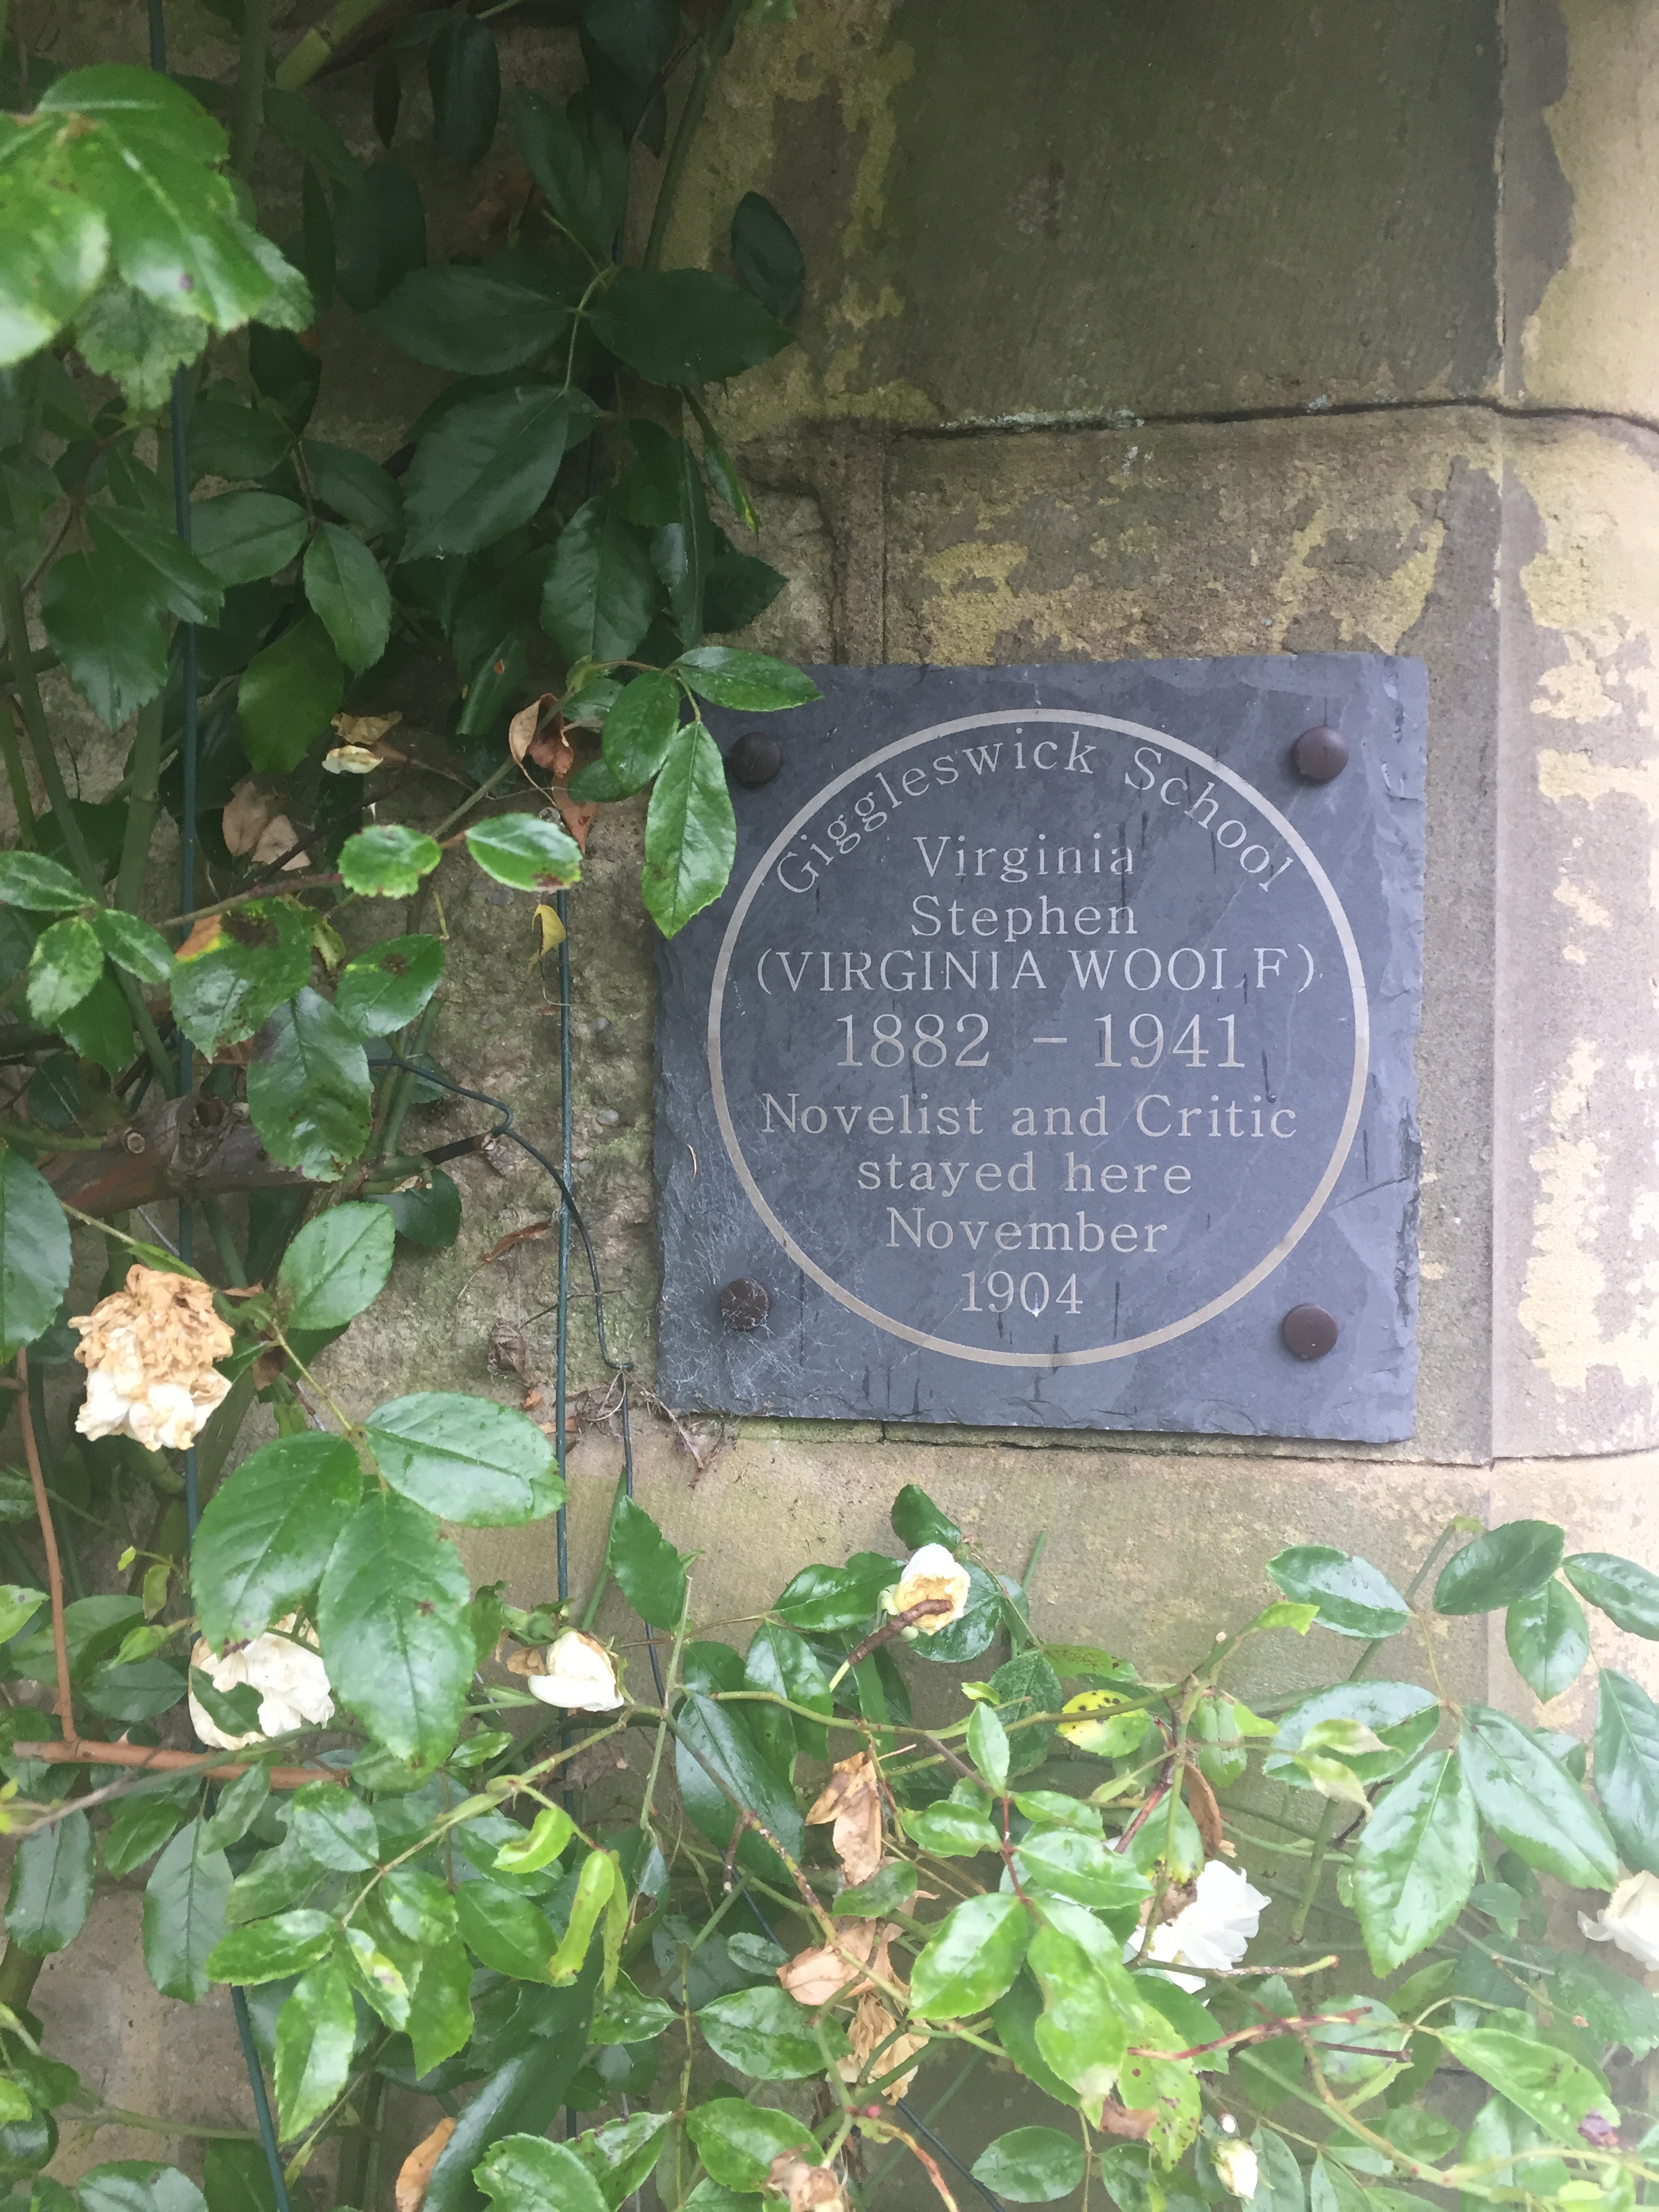 Giggleswick School
Virginia
Stephen
(VIRGINIA WOOLF)
1882 - 1941
Novelist and Critic
stayed here
November
1904